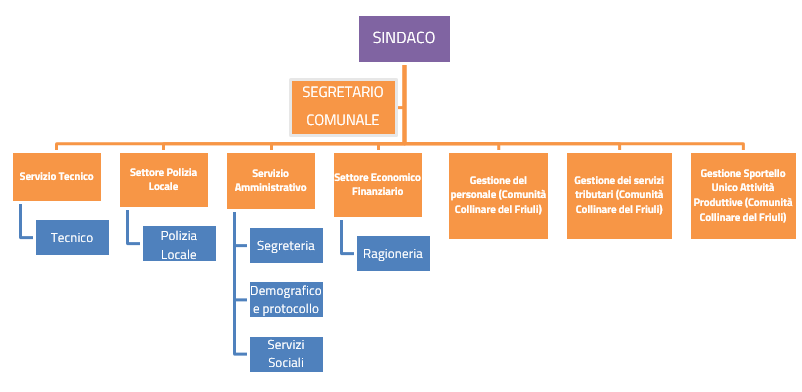 SINDACO
SEGRETARIO
COMUNALE
Servizio Tecnico
Settore Polizia
Locale
Servizio
Amministrativo
Settore Economico
Finanziario
Gestione del
personale (Comunità
Collinare del Friuli)
Gestione dei servizi
tributari (Comunità
Collinare del Friuli)
Gestione Sportello
Unico Attività
Produttive (Comunità
Collinare del Friuli)
Tecnico
Polizia
Locale
Segreteria
Demografico
e protocollo
Servizi
Sociali
Ragioneria